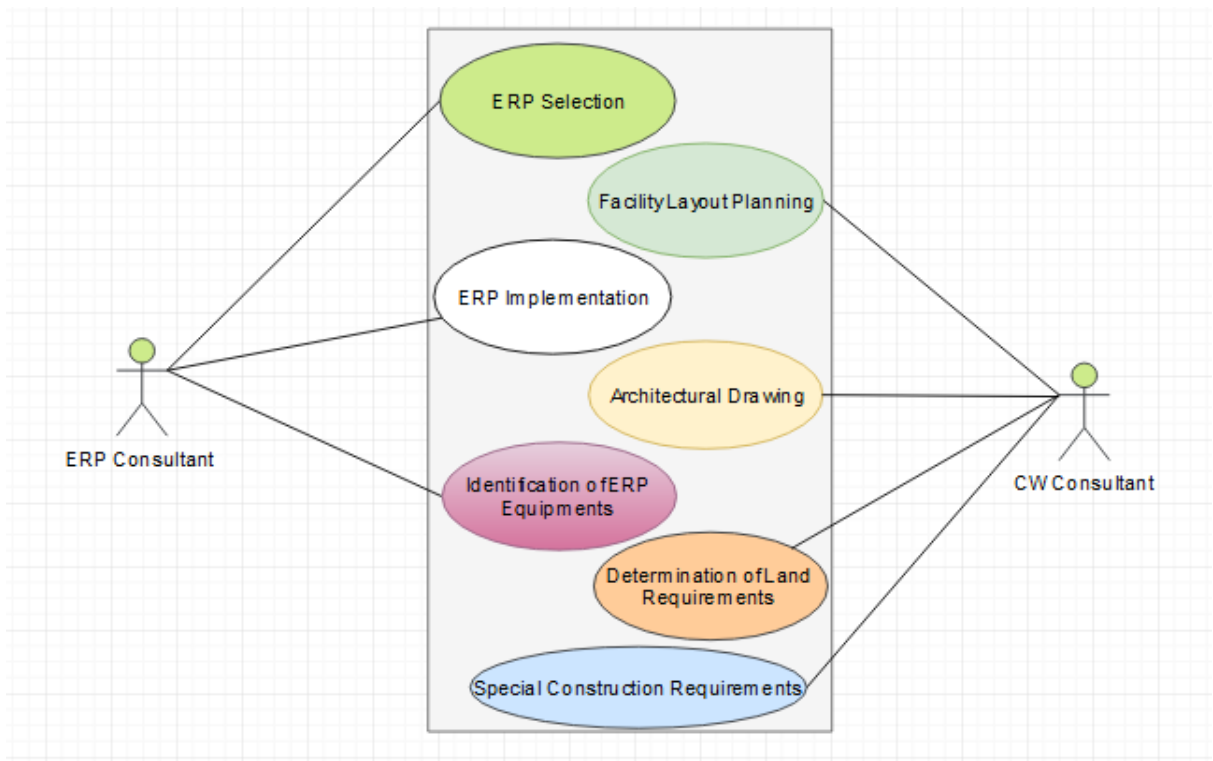 ERP Selection
Facility Layout Planning
ERP Implementation
Architectural Drawing
ERP Consultant
Identification of ERP
Equipments
CW Consultant
Determination of Land
Requirements
Special Construction Requirements